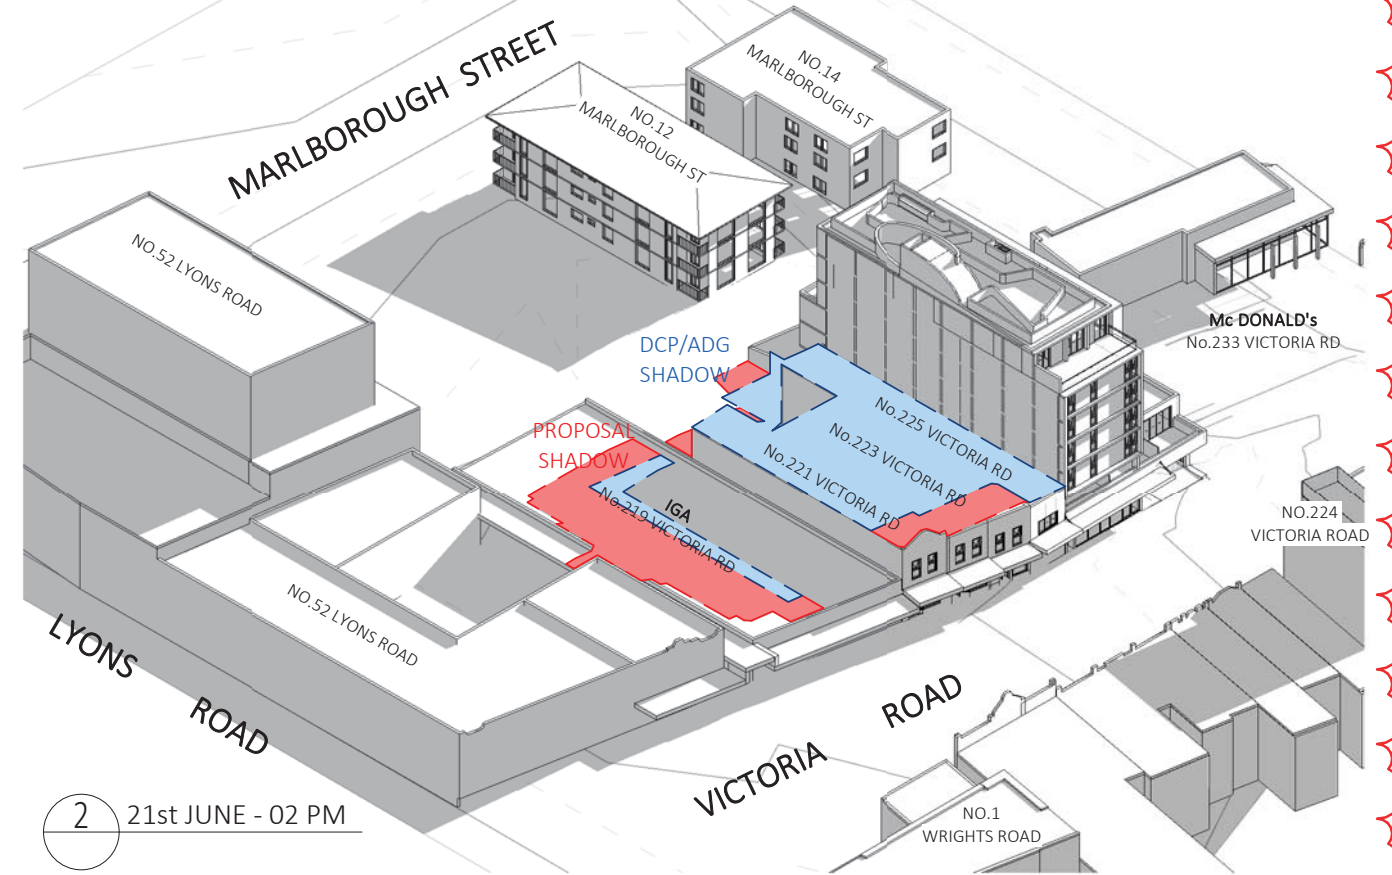 MARLBOROUGH STREET
NO.14
MARLBOROUGH ST
NO.12
MARLBOROUGH ST
NO.52 LYONS ROAD
Mc DONALD's
No.233 VICTORIA RD
DCP/ADG
SHADOW
No.225 VICTORIA RD
No.223 VICTORIA RD
No.221 VICTORIA RD
PROPOSAL
SHADOW
IGA
No.219 VICTORIA RD
NO.224
VICTORIA ROAD
NO.52 LYONS ROAD
LYONS ROAD
VICTORIA ROAD
NO.1
WRIGHTS ROAD
2 21st JUNE - 02 PM